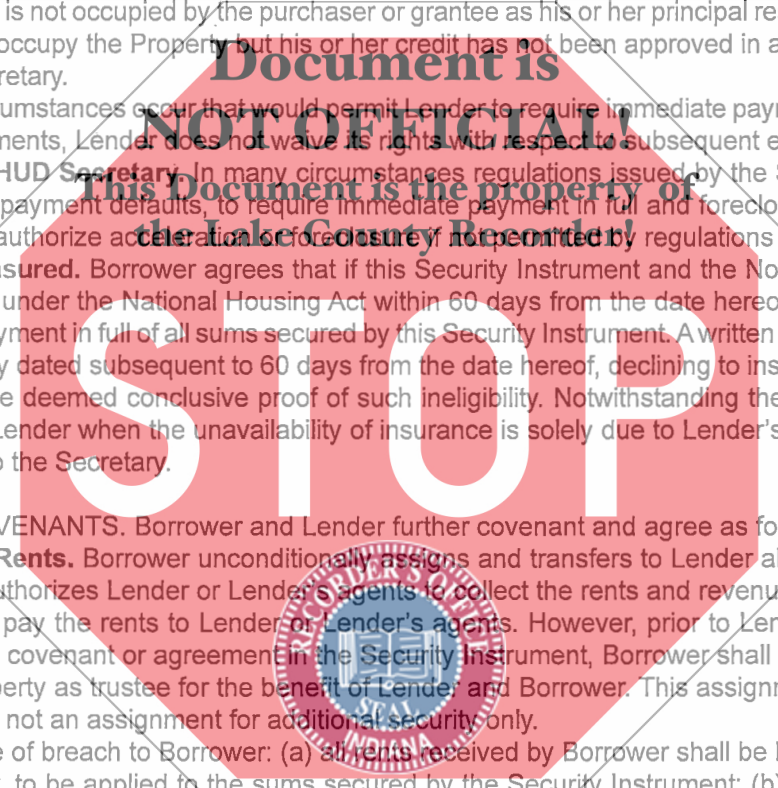 is not occupied by the purchaser or grantee as his or her principal re
occupy the Property but his or her credit has not been approved in a
retary.
Document is
umstances occur that would permit Lender to require immediate pay
NOT OFFICIAL!
ments, Lender does not waive its rights with respect to subsequent e
HUD Secretary. In many circumstances regulations issued by the
This Document is the property of
payment defaults, to require immediate payment in full and foreclo
the Lake County Recorder!
authorize acceleration or foreclosure if not permitted by regulations
sured. Borrower agrees that if this Security Instrument and the No
under the National Housing Act within 60 days from the date hereo
yment in full of all sums secured by this Security Instrument. A written
y dated subsequent to 60 days from the date hereof, declining to ins
e deemed conclusive proof of such ineligibility. Notwithstanding the
STOP
Lender when the unavailability of insurance is solely due to Lender's
o the Secretary.
VENANTS. Borrower and Lender further covenant and agree as fo
Rents. Borrower unconditionally assigns and transfers to Lender al
uthorizes Lender or Lender's agents to collect the rents and revenu
pay the rents to Lender or Lender's agents. However, prior to Len
covenant or agreement in the Security Instrument, Borrower shall
perty as trustee for the benefit of Lender and Borrower. This assignm
not an assignment for additional security only.
RECORDER'S OFFICE
SEAL
INDIANA
e of breach to Borrower: (a) all rents received by Borrower shall be
to be applied to the sums secured by the Security Instrument; (b)